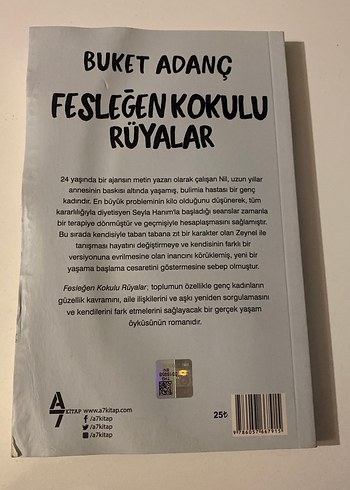 BUKET ADANÇ
FESLEĞEN KOKULU
RÜYALAR
24 yaşında bir ajansın metin yazarı olarak çalışan Nil, uzun yıllar
annesinin baskısı altında yaşamış, bulimia hastası bir genç
kadındır. En büyük probleminin kilo olduğunu düşünerek, tüm
kararlılığıyla diyetisyen Seyla Hanım'la başladığı seanslar zamanla
bir terapiye dönmüştür ve geçmişiyle hesaplaşmasını sağlamıştır.
Bu sırada kendisiyle taban tabana zıt bir karakter olan Zeynel ile
tanışması hayatını değiştirmeye ve kendisinin farklı bir
versiyonuna evrilmesine olan inancını körüklemiş, yeni bir
yaşama başlama cesaretini göstermesine sebep olmuştur.
Fesleğen Kokulu Rüyalar, toplumun özellikle genç kadınların
güzellik kavramını, aile ilişkilerini ve aşkı yeniden sorgulamasını
ve kendilerini fark etmelerini sağlayacak bir gerçek yaşam
öyküsünün romanıdır.
A7 KİTAP www.a7kitap.com
/a7kitap
/a7kitap
/a7kitap
25₺
9 786057 667915